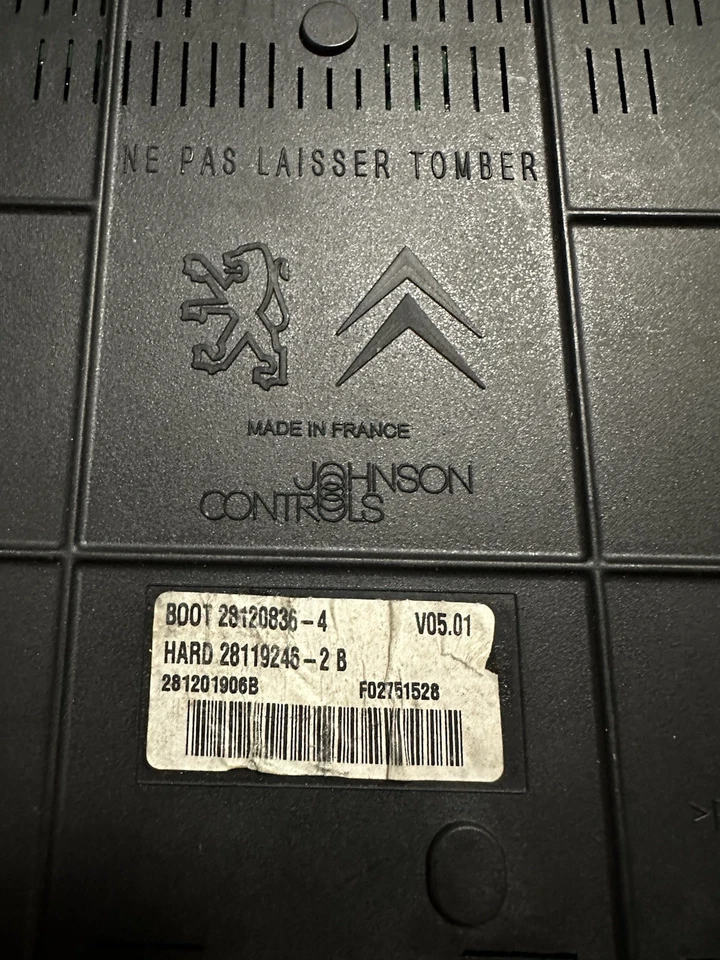 NE PAS LAISSER TOMBER
MADE IN FRANCE
JOHNSON
CONTROLS
BOOT 28120836-4 V05.01
HARD 28119246-2 B
281201906B F02751528